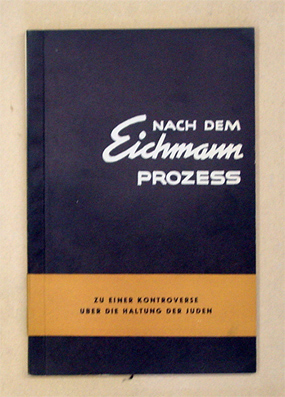 NACH DEM
Eichmann
PROZESS
ZU EINER KONTROVERSE
ÜBER DIE HALTUNG DER JUDEN